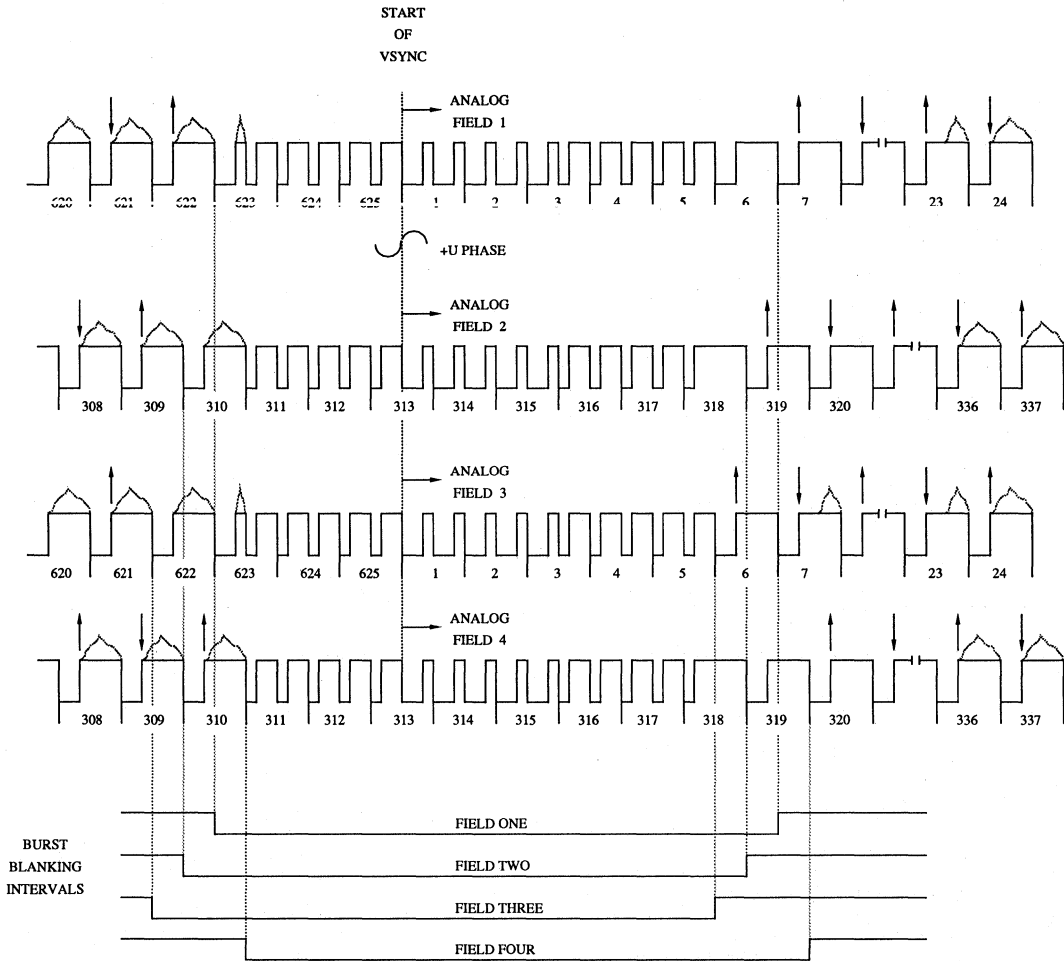 START
OF
VSYNC
ANALOG
FIELD 1
620 621 622 623 624 625 1 2 3 4 5 6 7 23 24
+U PHASE
ANALOG
FIELD 2
308 309 310 311 312 313 314 315 316 317 318 319 320 336 337
ANALOG
FIELD 3
620 621 622 623 624 625 1 2 3 4 5 6 7 23 24
ANALOG
FIELD 4
308 309 310 311 312 313 314 315 316 317 318 319 320 336 337
BURST
BLANKING
INTERVALS
FIELD ONE
FIELD TWO
FIELD THREE
FIELD FOUR